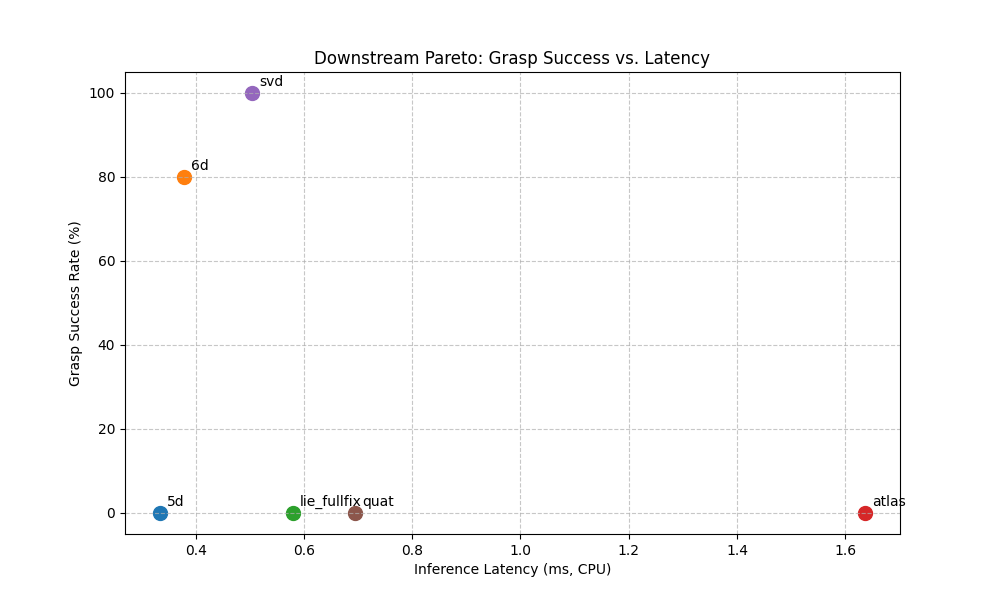 Downstream Pareto: Grasp Success vs. Latency
svd
6d
5d
lie_fullfix
quat
atlas
100
80
60
40
20
0
Grasp Success Rate (%)
0.4 0.6 0.8 1.0 1.2 1.4 1.6
Inference Latency (ms, CPU)